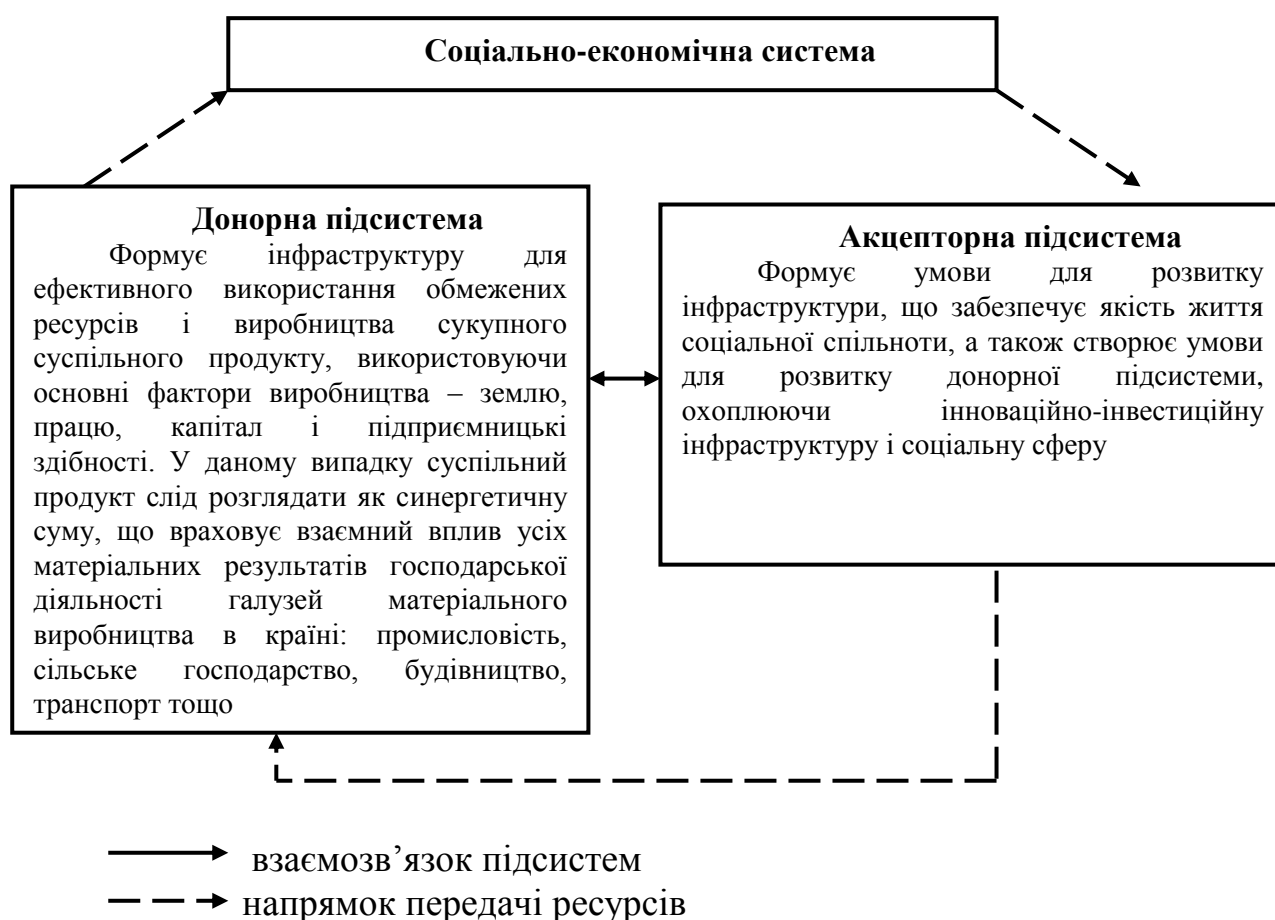 Соціально-економічна система
Донорна підсистема
Формує інфраструктуру для
ефективного використання обмежених
ресурсів і виробництва сукупного
суспільного продукту, використовуючи
основні фактори виробництва – землю,
працю, капітал і підприємницькі
здібності. У даному випадку суспільний
продукт слід розглядати як синергетичну
суму, що враховує взаємний вплив усіх
матеріальних результатів господарської
діяльності галузей матеріального
виробництва в країні: промисловість,
сільське господарство, будівництво,
транспорт тощо
Акцепторна підсистема
Формує умови для розвитку
інфраструктури, що забезпечує якість життя
соціальної спільноти, а також створює умови
для розвитку донорної підсистеми,
охоплюючи інноваційно-інвестиційну
інфраструктуру і соціальну сферу
взаємозв’язок підсистем
напрямок передачі ресурсів